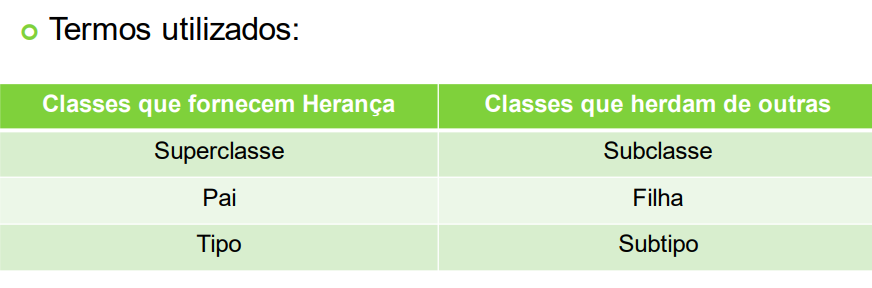 Termos utilizados:
Classes que fornecem Herança Classes que herdam de outras
Superclasse Subclasse
Pai Filha
Tipo Subtipo